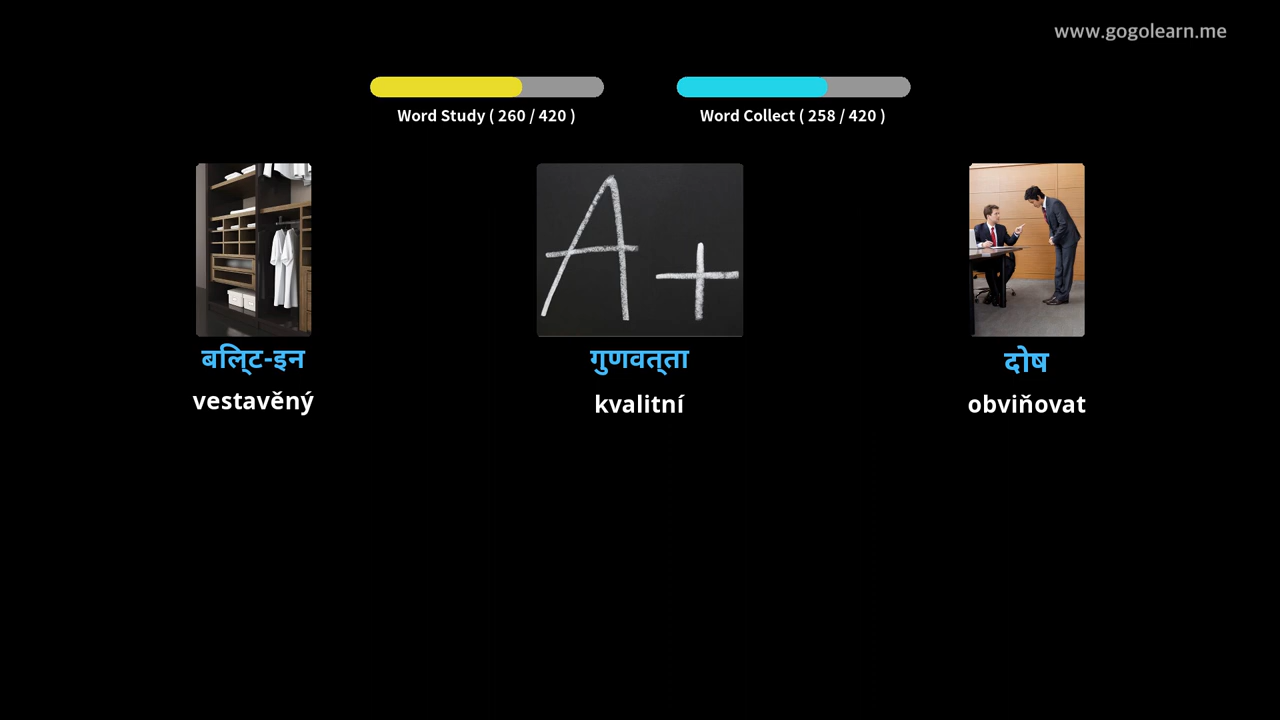 www.gogolearn.me
Word Study ( 260 / 420 )
Word Collect ( 258 / 420 )
A+
बिल्ट-इन
गुणवत्ता
दोष
vestavěný
kvalitní
obviňovat